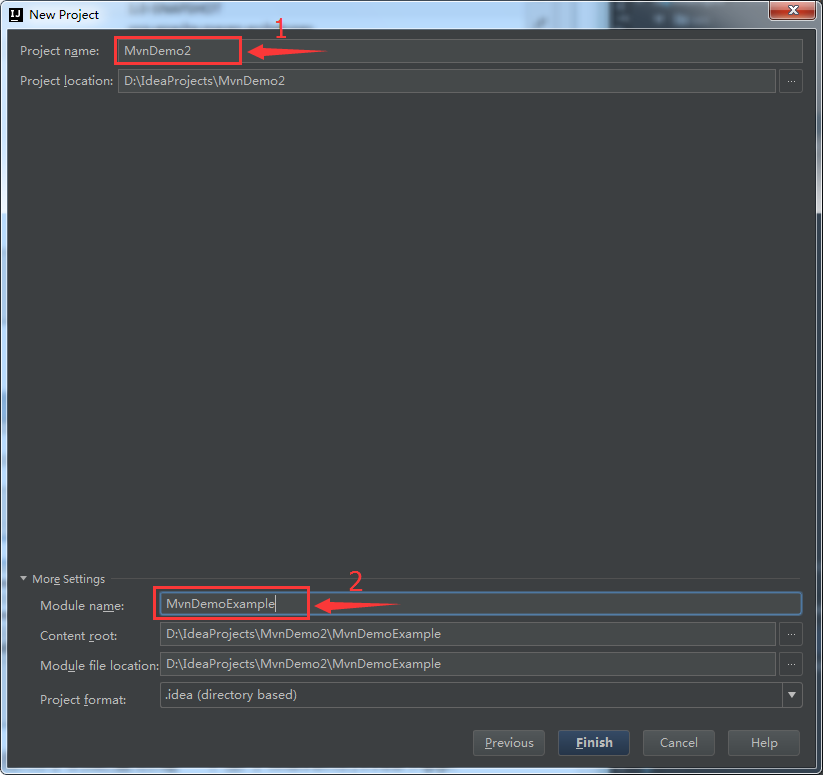 IJ New Project
1
Project name: MvnDemo2
Project location: D:\IdeaProjects\MvnDemo2 ...
More Settings
2
Module name: MvnDemoExample
Content root: D:\IdeaProjects\MvnDemo2\MvnDemoExample ...
Module file location: D:\IdeaProjects\MvnDemo2\MvnDemoExample ...
Project format: .idea (directory based)
Previous Finish Cancel Help